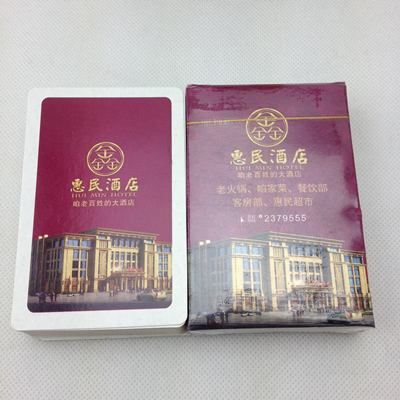 惠民酒店
HUI MIN HOTEL
咱老百姓的大酒店
惠民酒店
HUI MIN HOTEL
咱老百姓的大酒店
老火锅、咱家菜、餐饮部
客房部、惠民超市
2379555